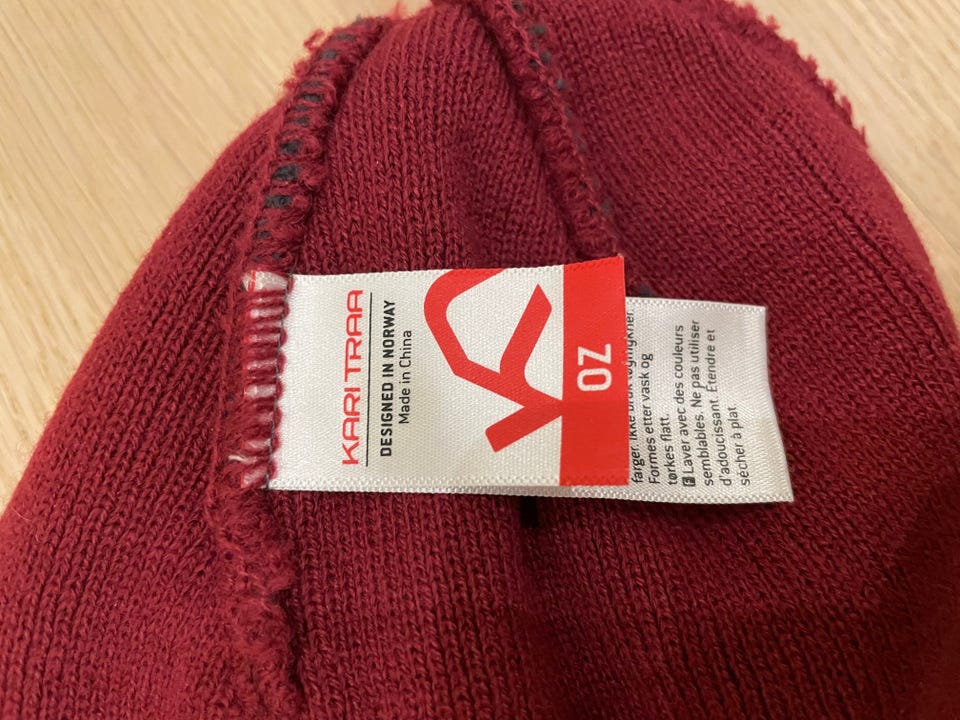 KARI TRAA
DESIGNED IN NORWAY
Made in China
OZ
farger. Ikke bruk tøymykner.
Formes etter vask og
tørkes flatt.
F Laver avec des couleurs
semblables. Ne pas utiliser
d'adoucissant. Étendre et
sécher à plat.